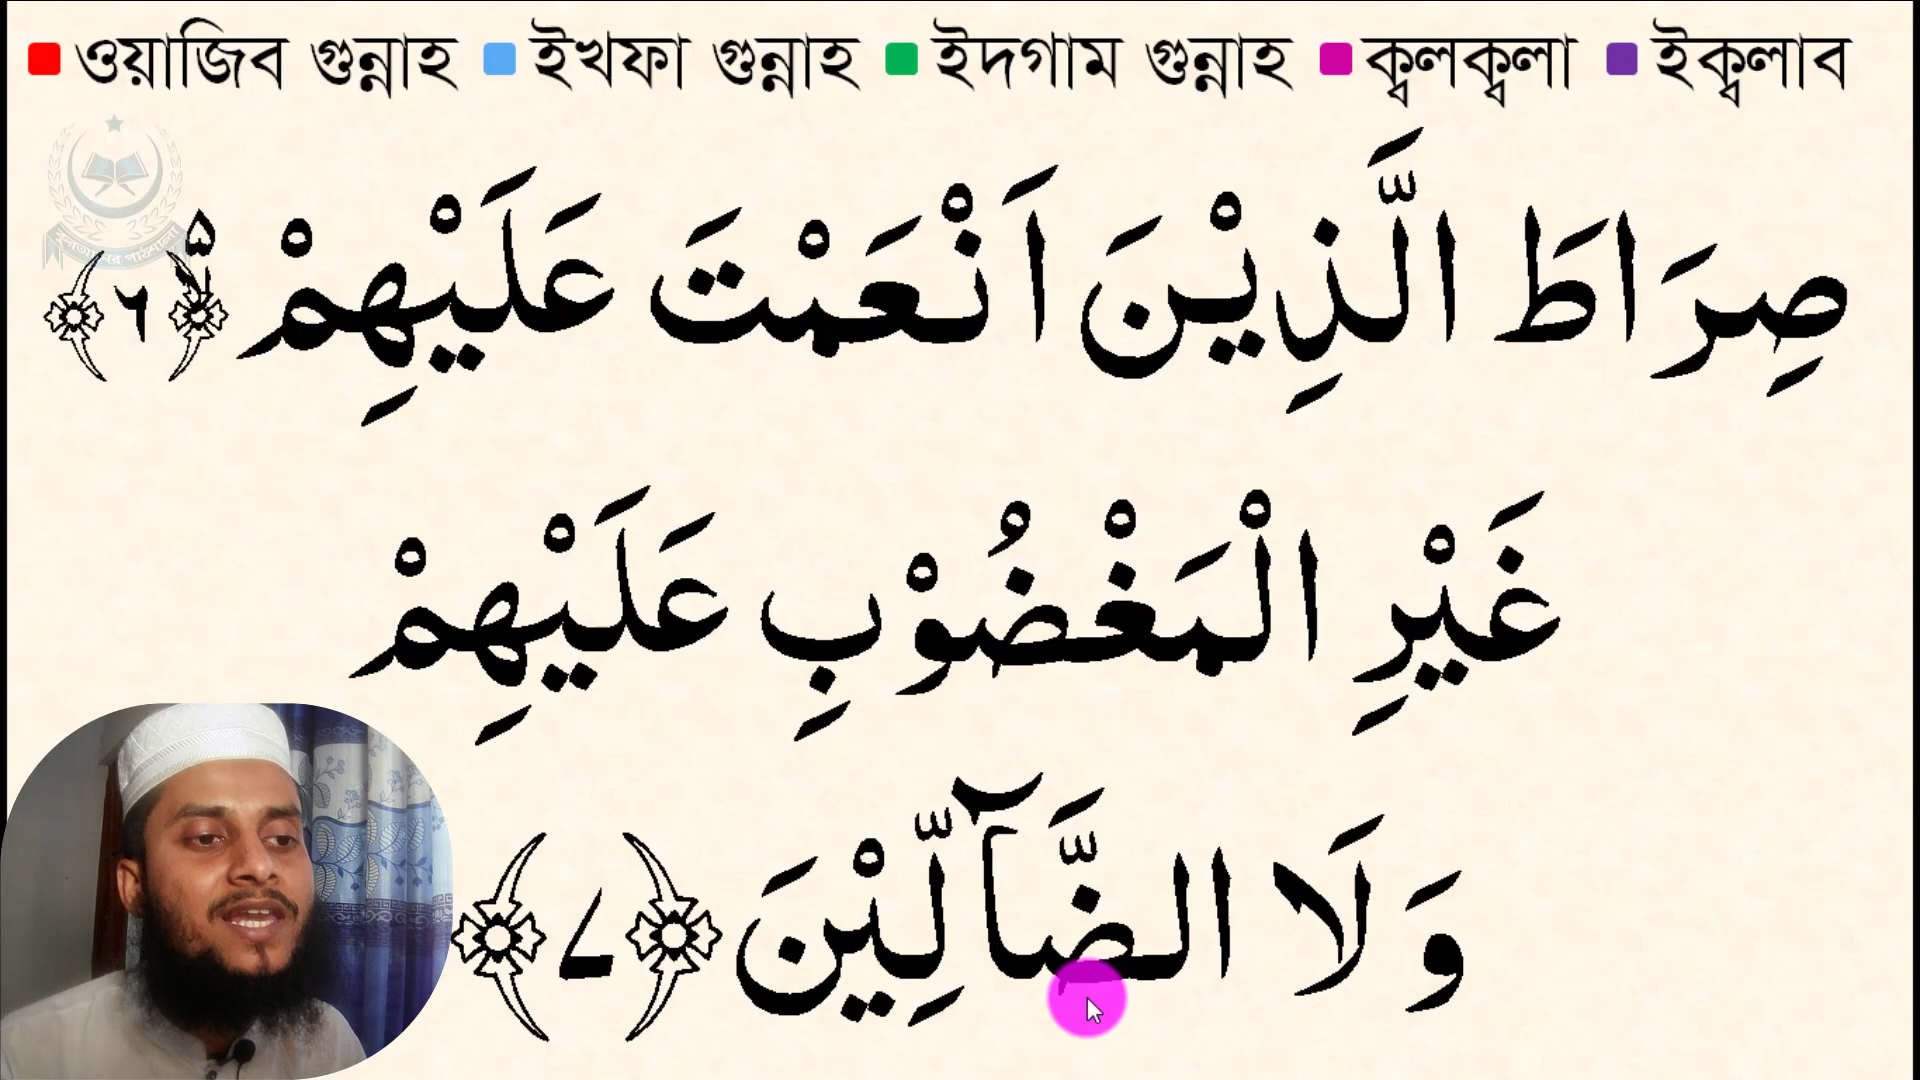 ওয়াজিব গুন্নাহ ইখফা গুন্নাহ ইদগাম গুন্নাহ ক্বলক্বলা ইক্বলাব
صِرَاطَ الَّذِيْنَ اَنْعَمْتَ عَلَيْهِمْ ۙ۵ ﴿٦﴾
غَيْرِ الْمَغْضُوْبِ عَلَيْهِمْ
وَلَا الضَّآلِّيْنَ ﴿٧﴾